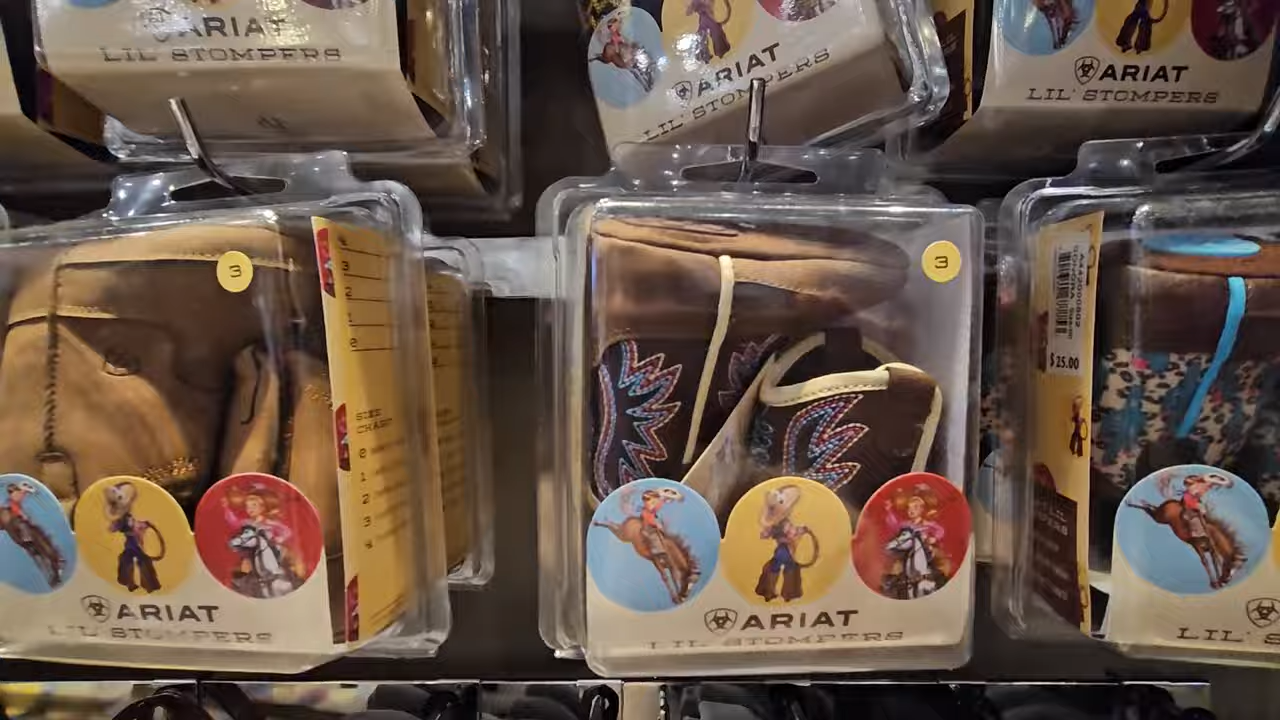 ARIAT
LIL' STOMPERS
ARIAT
LIL' STOMPERS
ARIAT
LIL' STOMPERS
3
SIZE
CHART
0
1
2
3
4
ARIAT
LIL' STOMPERS
3
ARIAT
LIL' STOMPERS
$25.00
LIL' S